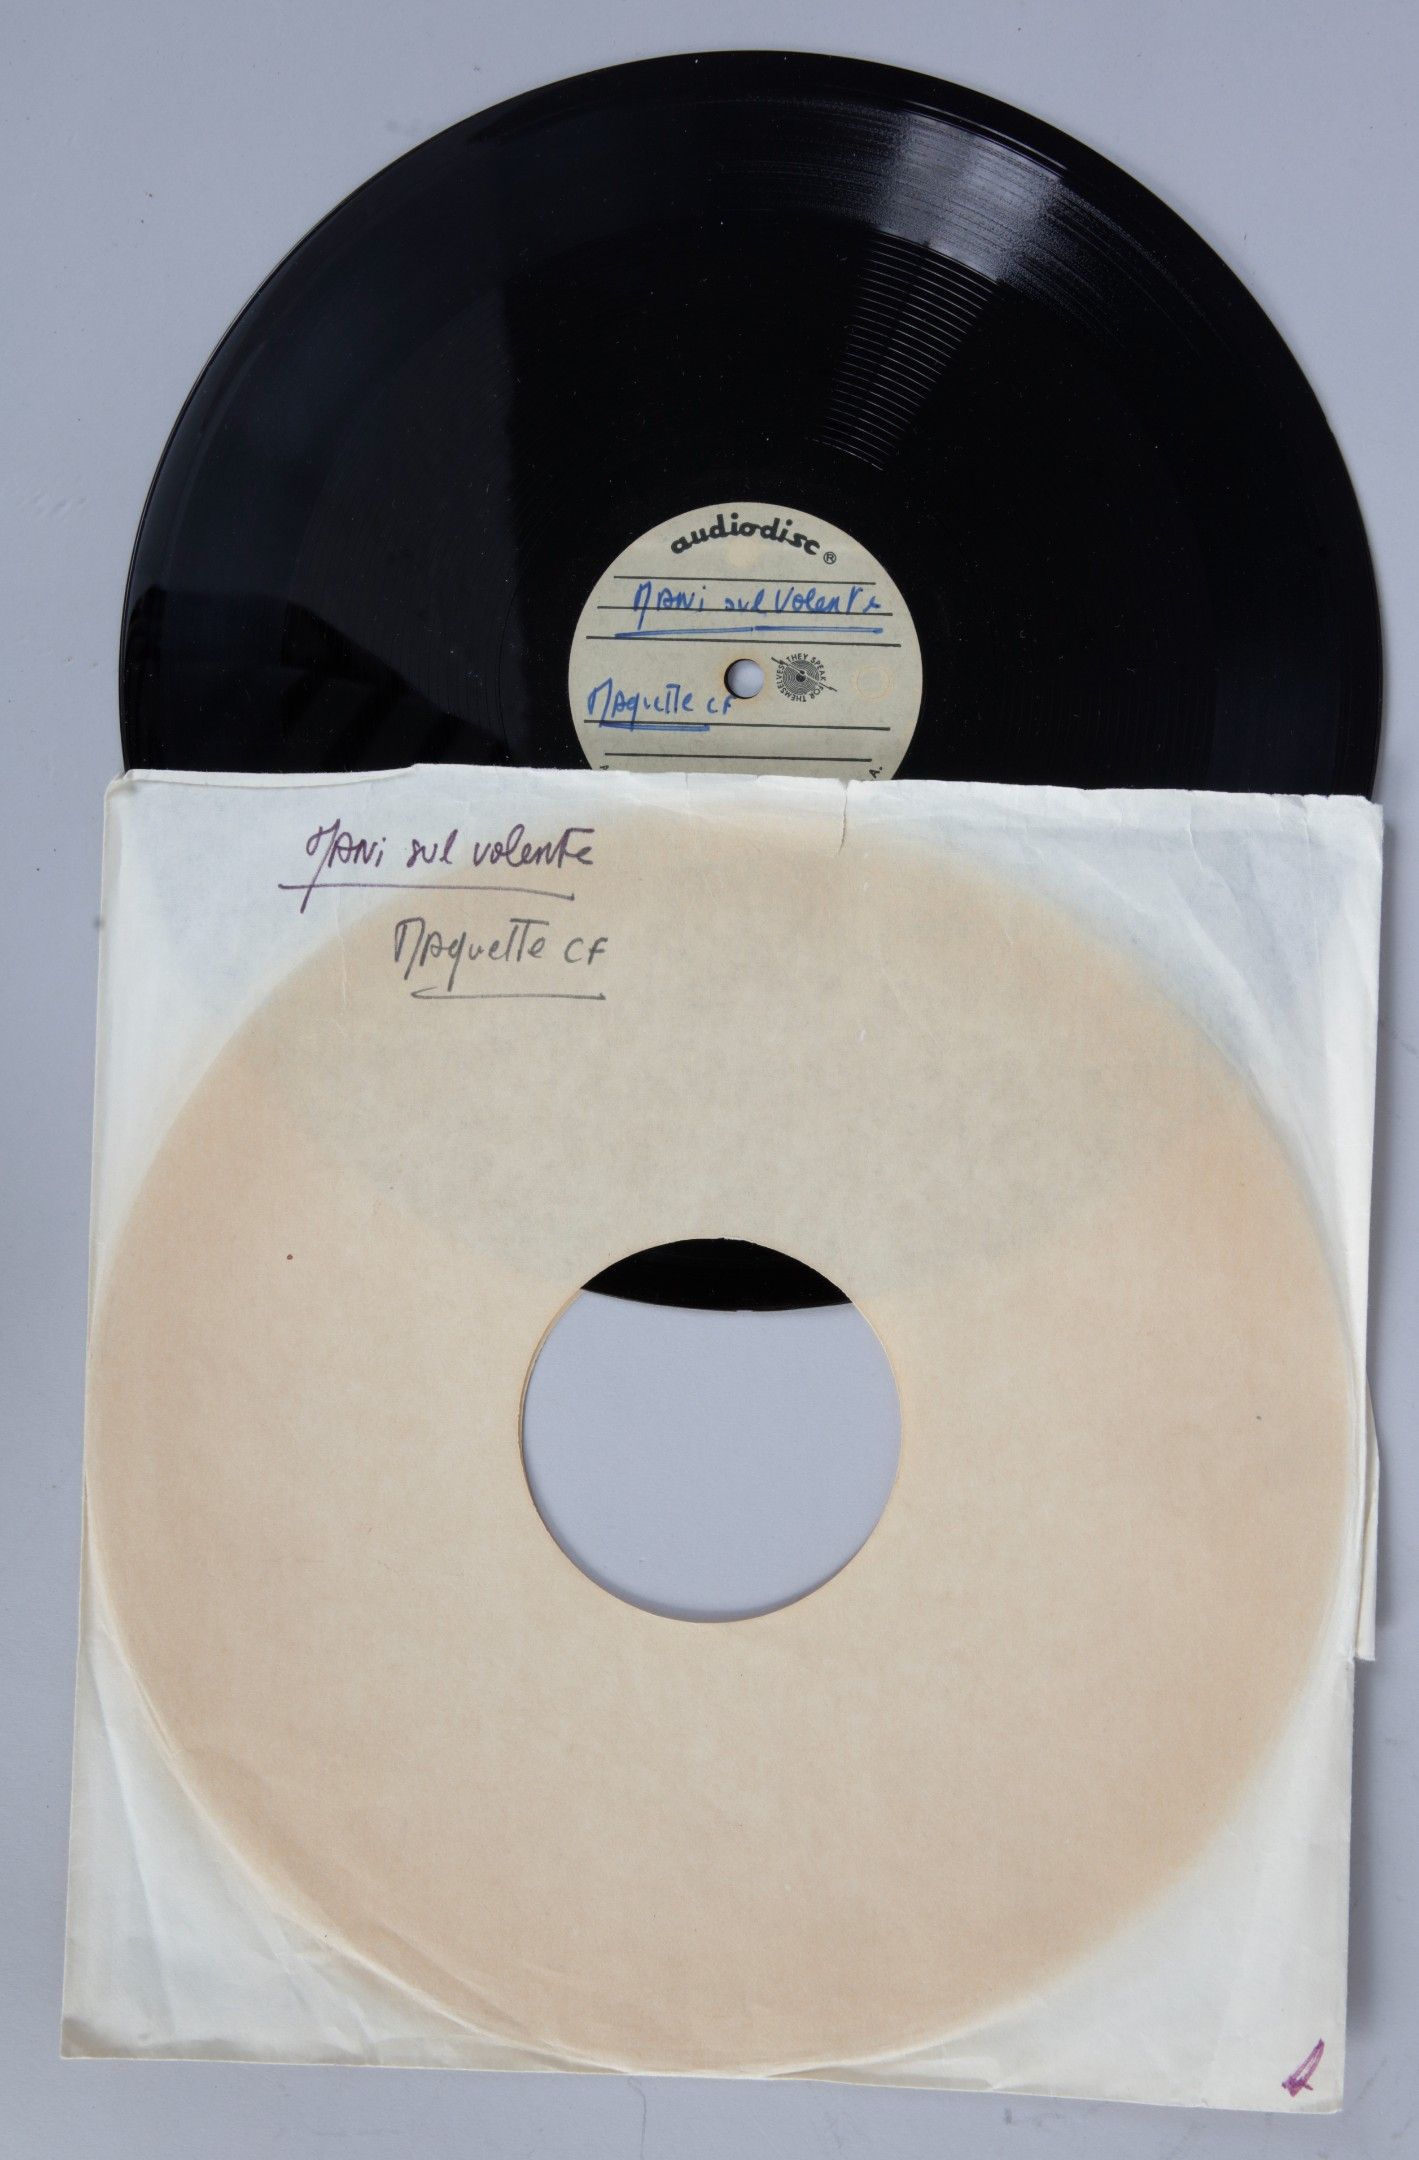 audiodisc ®
MANi sul Volante
THEY SPEAK FOR THEMSELVES
MAquette CF
A.
MANi sul volante
MAquette CF